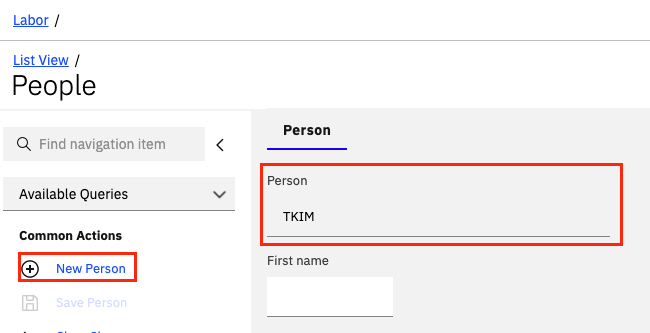 Labor /
List View /
People
Find navigation item
Available Queries
Common Actions
New Person
Save Person
Person
Person
TKIM
First name